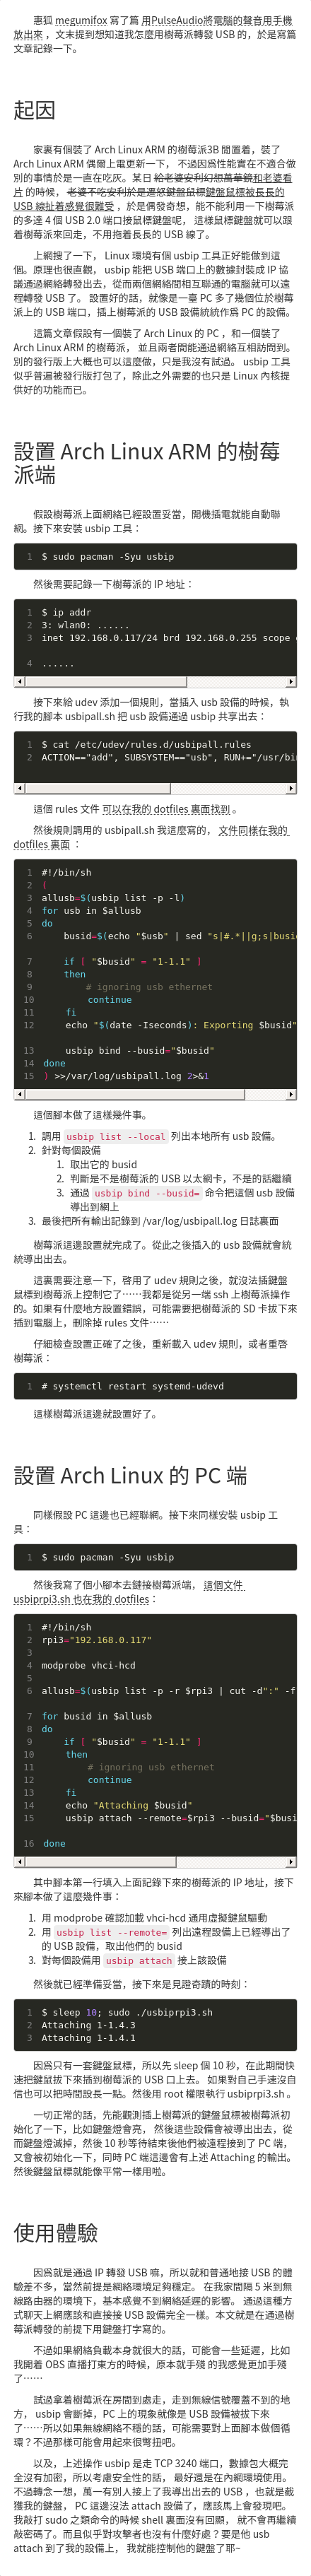 惠狐 megumifox 寫了篇 用PulseAudio將電腦的聲音用手機
放出來 ，文末提到想知道我怎麼用樹莓派轉發 USB 的，於是寫篇
文章記錄一下。
起因
家裏有個裝了 Arch Linux ARM 的樹莓派3B 閒置着，裝了
Arch Linux ARM 偶爾上電更新一下， 不過因爲性能實在不適合做
別的事情於是一直在吃灰。某日 給老婆安利幻想萬華鏡和老婆看
片 的時候， 老婆不吃安利於是遷怒鍵盤鼠標鍵盤鼠標被長長的
USB 線扯着感覺很難受 ，於是偶發奇想，能不能利用一下樹莓派
的多達 4 個 USB 2.0 端口接鼠標鍵盤呢， 這樣鼠標鍵盤就可以跟
着樹莓派來回走，不用拖着長長的 USB 線了。
上網搜了一下， Linux 環境有個 usbip 工具正好能做到這
個。原理也很直觀， usbip 能把 USB 端口上的數據封裝成 IP 協
議通過網絡轉發出去，從而兩個網絡間相互聯通的電腦就可以遠
程轉發 USB 了。 設置好的話，就像是一臺 PC 多了幾個位於樹莓
派上的 USB 端口，插上樹莓派的 USB 設備統統作爲 PC 的設備。
這篇文章假設有一個裝了 Arch Linux 的 PC ，和一個裝了
Arch Linux ARM 的樹莓派， 並且兩者間能通過網絡互相訪問到。
別的發行版上大概也可以這麼做，只是我沒有試過。 usbip 工具
似乎普遍被發行版打包了，除此之外需要的也只是 Linux 內核提
供好的功能而已。
設置 Arch Linux ARM 的樹莓
派端
假設樹莓派上面網絡已經設置妥當，開機插電就能自動聯
網。接下來安裝 usbip 工具：
1 $ sudo pacman -Syu usbip
然後需要記錄一下樹莓派的 IP 地址：
1 $ ip addr
2 3: wlan0: ......
3 inet 192.168.0.117/24 brd 192.168.0.255 scope
4 ......
接下來給 udev 添加一個規則，當插入 usb 設備的時候，執
行我的腳本 usbipall.sh 把 usb 設備通過 usbip 共享出去：
1 $ cat /etc/udev/rules.d/usbipall.rules
2 ACTION=="add", SUBSYSTEM=="usb", RUN+="/usr/bin
這個 rules 文件 可以在我的 dotfiles 裏面找到 。
然後規則調用的 usbipall.sh 我這麼寫的， 文件同樣在我的
dotfiles 裏面 ：
1 #!/bin/sh
2 (
3 allusb=$(usbip list -p -l)
4 for usb in $allusb
5 do
6 busid=$(echo "$usb" | sed "s|#.*||g;s|busid
7 if [ "$busid" = "1-1.1" ]
8 then
9 # ignoring usb ethernet
10 continue
11 fi
12 echo "$(date -Iseconds): Exporting $busid"
13 usbip bind --busid="$busid"
14 done
15 ) >>/var/log/usbipall.log 2>&1
這個腳本做了這樣幾件事。
1. 調用 usbip list --local 列出本地所有 usb 設備。
2. 針對每個設備
1. 取出它的 busid
2. 判斷是不是樹莓派的 USB 以太網卡，不是的話繼續
3. 通過 usbip bind --busid= 命令把這個 usb 設備
導出到網上
3. 最後把所有輸出記錄到 /var/log/usbipall.log 日誌裏面
樹莓派這邊設置就完成了。從此之後插入的 usb 設備就會統
統導出出去。
這裏需要注意一下，啓用了 udev 規則之後，就沒法插鍵盤
鼠標到樹莓派上控制它了……我都是從另一端 ssh 上樹莓派操作
的。如果有什麼地方設置錯誤，可能需要把樹莓派的 SD 卡拔下來
插到電腦上，刪除掉 rules 文件……
仔細檢查設置正確了之後，重新載入 udev 規則，或者重啓
樹莓派：
1 # systemctl restart systemd-udevd
這樣樹莓派這邊就設置好了。
設置 Arch Linux 的 PC 端
同樣假設 PC 這邊也已經聯網。接下來同樣安裝 usbip 工
具：
1 $ sudo pacman -Syu usbip
然後我寫了個小腳本去鏈接樹莓派端， 這個文件
usbiprpi3.sh 也在我的 dotfiles：
1 #!/bin/sh
2 rpi3="192.168.0.117"
3
4 modprobe vhci-hcd
5
6 allusb=$(usbip list -p -r $rpi3 | cut -d":" -f
7 for busid in $allusb
8 do
9 if [ "$busid" = "1-1.1" ]
10 then
11 # ignoring usb ethernet
12 continue
13 fi
14 echo "Attaching $busid"
15 usbip attach --remote=$rpi3 --busid="$busi
16 done
其中腳本第一行填入上面記錄下來的樹莓派的 IP 地址，接下
來腳本做了這麼幾件事：
1. 用 modprobe 確認加載 vhci-hcd 通用虛擬鍵鼠驅動
2. 用 usbip list --remote= 列出遠程設備上已經導出了
的 USB 設備，取出他們的 busid
3. 對每個設備用 usbip attach 接上該設備
然後就已經準備妥當，接下來是見證奇蹟的時刻：
1 $ sleep 10; sudo ./usbiprpi3.sh
2 Attaching 1-1.4.3
3 Attaching 1-1.4.1
因爲只有一套鍵盤鼠標，所以先 sleep 個 10 秒，在此期間快
速把鍵鼠拔下來插到樹莓派的 USB 口上去。 如果對自己手速沒自
信也可以把時間設長一點。然後用 root 權限執行 usbiprpi3.sh 。
一切正常的話，先能觀測插上樹莓派的鍵盤鼠標被樹莓派初
始化了一下，比如鍵盤燈會亮， 然後這些設備會被導出出去，從
而鍵盤燈滅掉，然後 10 秒等待結束後他們被遠程接到了 PC 端，
又會被初始化一下，同時 PC 端這邊會有上述 Attaching 的輸出。
然後鍵盤鼠標就能像平常一樣用啦。
使用體驗
因爲就是通過 IP 轉發 USB 嘛，所以就和普通地接 USB 的體
驗差不多，當然前提是網絡環境足夠穩定。 在我家間隔 5 米到無
線路由器的環境下，基本感覺不到網絡延遲的影響。 通過這種方
式聊天上網應該和直接接 USB 設備完全一樣。本文就是在通過樹
莓派轉發的前提下用鍵盤打字寫的。
不過如果網絡負載本身就很大的話，可能會一些延遲，比如
我開着 OBS 直播打東方的時候，原本就手殘 的我感覺更加手殘
了……
試過拿着樹莓派在房間到處走，走到無線信號覆蓋不到的地
方， usbip 會斷掉，PC 上的現象就像是 USB 設備被拔下來
了……所以如果無線網絡不穩的話，可能需要對上面腳本做個循
環？不過那樣可能會用起來很彆扭吧。
以及，上述操作 usbip 是走 TCP 3240 端口，數據包大概完
全沒有加密，所以考慮安全性的話， 最好還是在內網環境使用。
不過轉念一想，萬一有別人接上了我導出出去的 USB ，也就是截
獲我的鍵盤， PC 這邊沒法 attach 設備了，應該馬上會發現吧。
我敲打 sudo 之類命令的時候 shell 裏面沒有回顯， 就不會再繼續
敲密碼了。而且似乎對攻擊者也沒有什麼好處？要是他 usb
attach 到了我的設備上， 我就能控制他的鍵盤了耶~